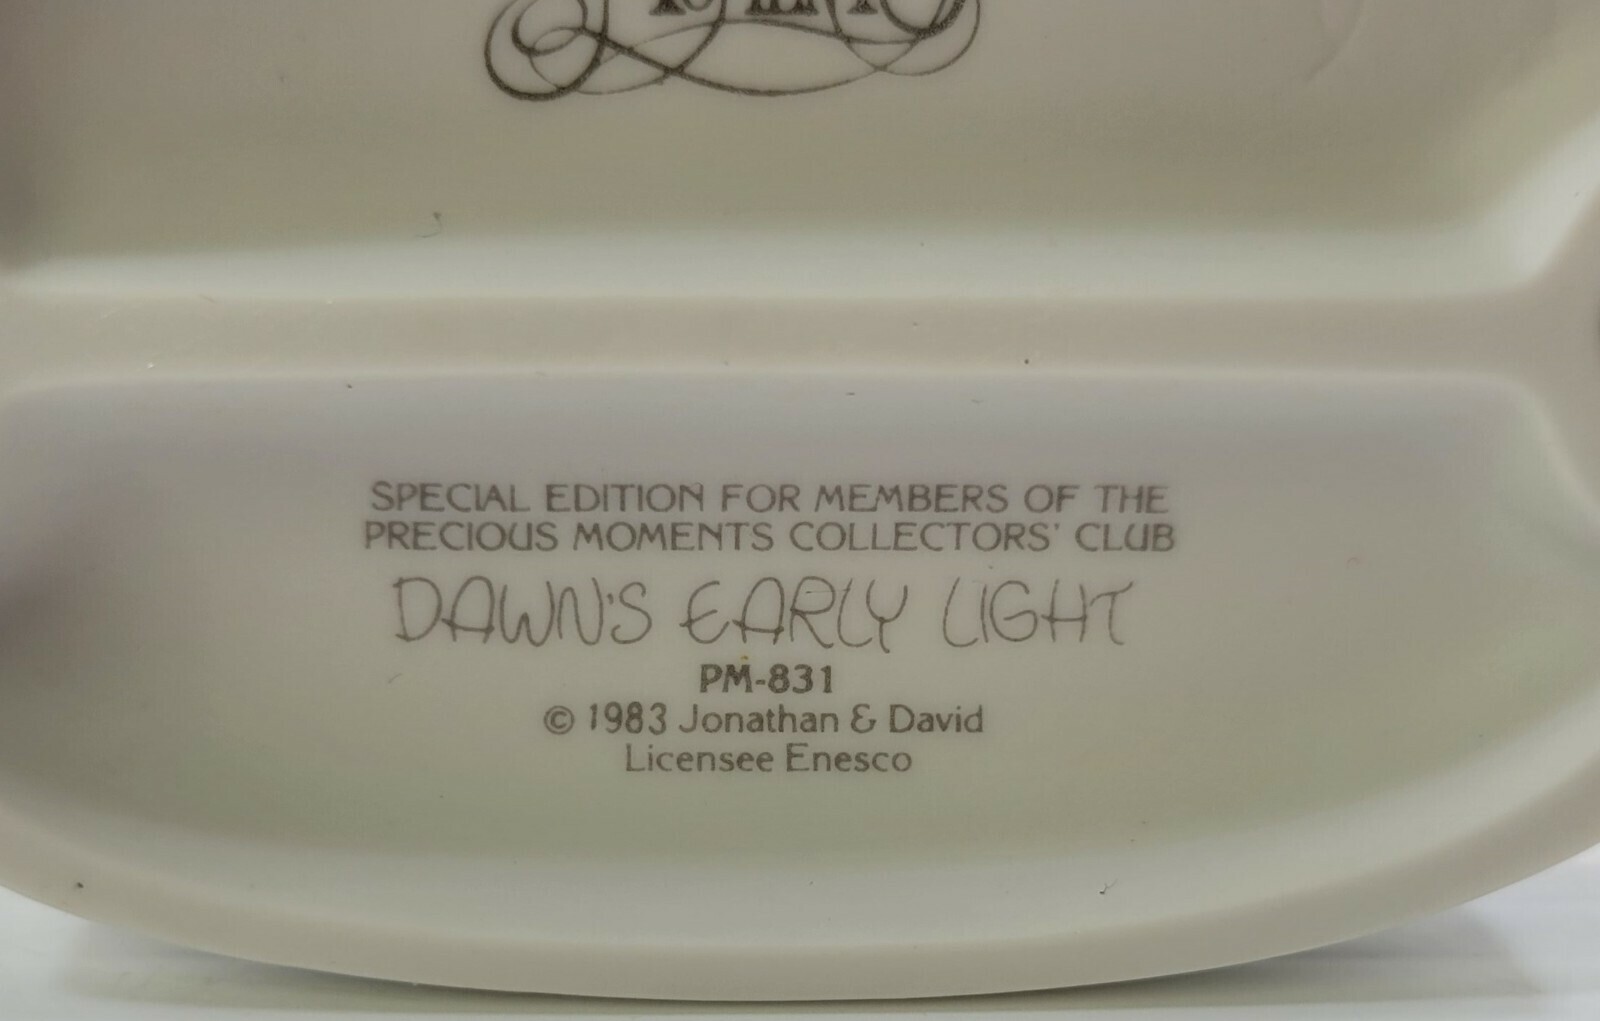 SPECIAL EDITION FOR MEMBERS OF THE
PRECIOUS MOMENTS COLLECTORS' CLUB
DAWN'S EARLY LIGHT
PM-831
© 1983 Jonathan & David
Licensee Enesco